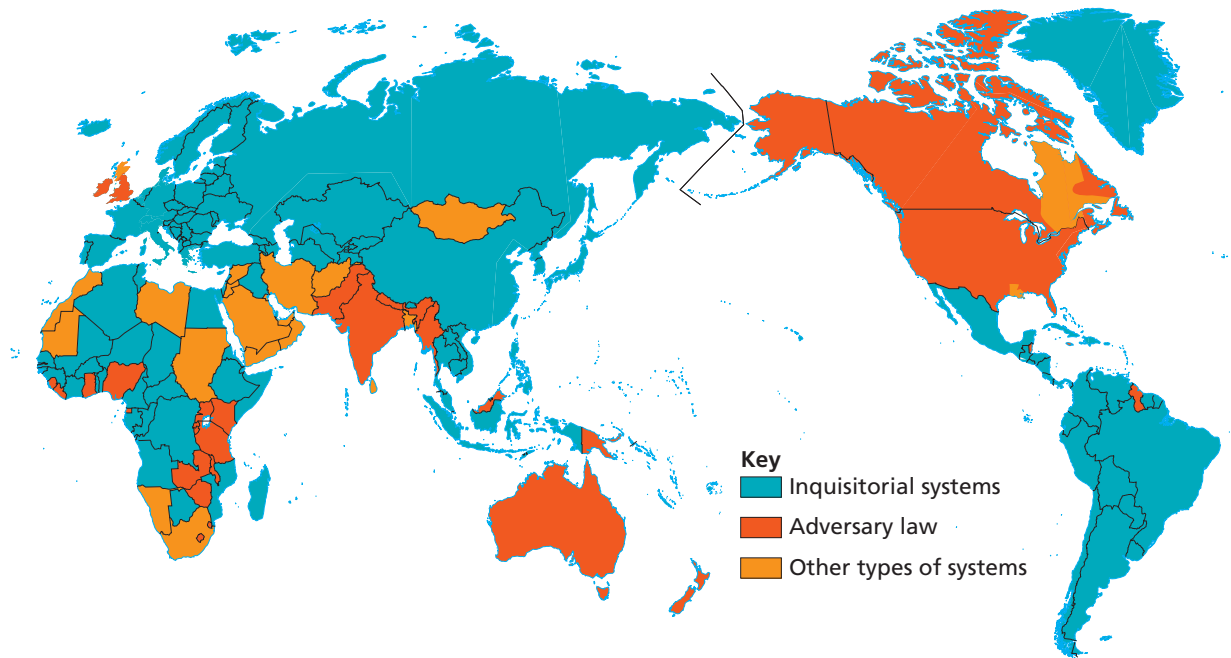 Key
Inquisitorial systems
Adversary law
Other types of systems